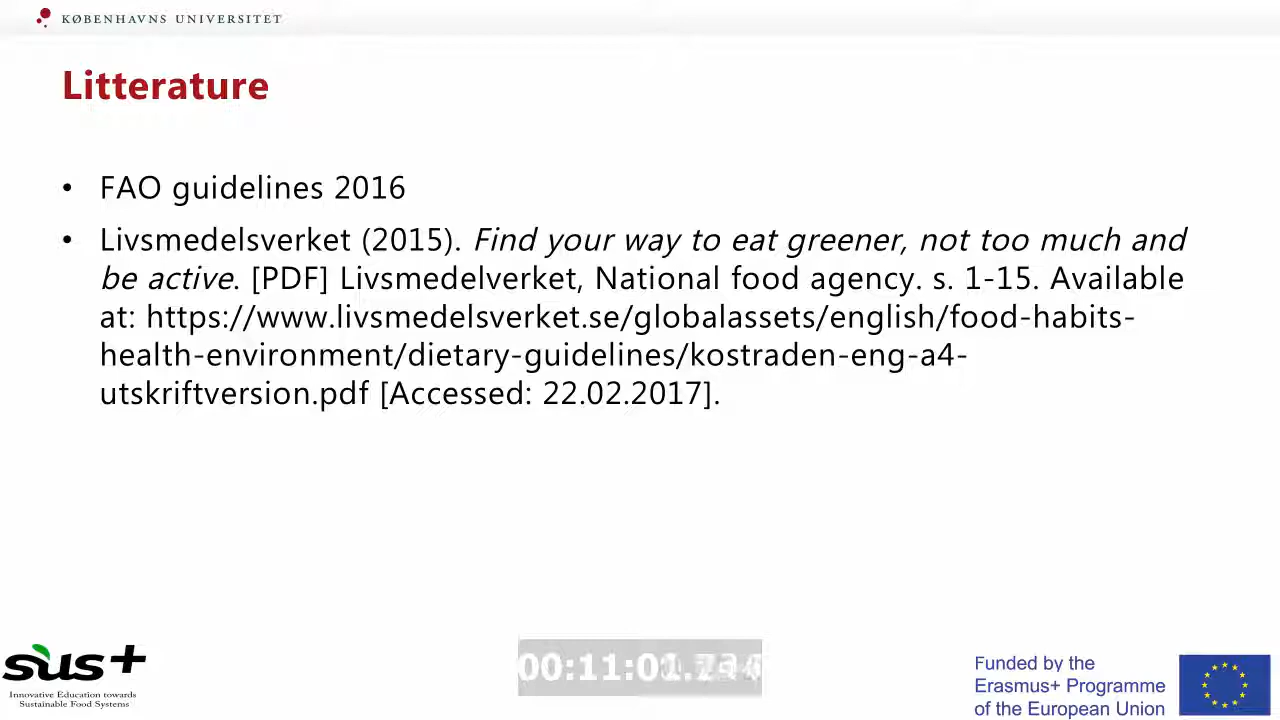 KØBENHAVNS UNIVERSITET
Litterature
• FAO guidelines 2016
• Livsmedelsverket (2015). Find your way to eat greener, not too much and
be active. [PDF] Livsmedelverket, National food agency. s. 1-15. Available
at: https://www.livsmedelsverket.se/globalassets/english/food-habits-
health-environment/dietary-guidelines/kostraden-eng-a4-
utskriftversion.pdf [Accessed: 22.02.2017].
sus+
Innovative Education towards
Sustainable Food Systems
Funded by the
Erasmus+ Programme
of the European Union